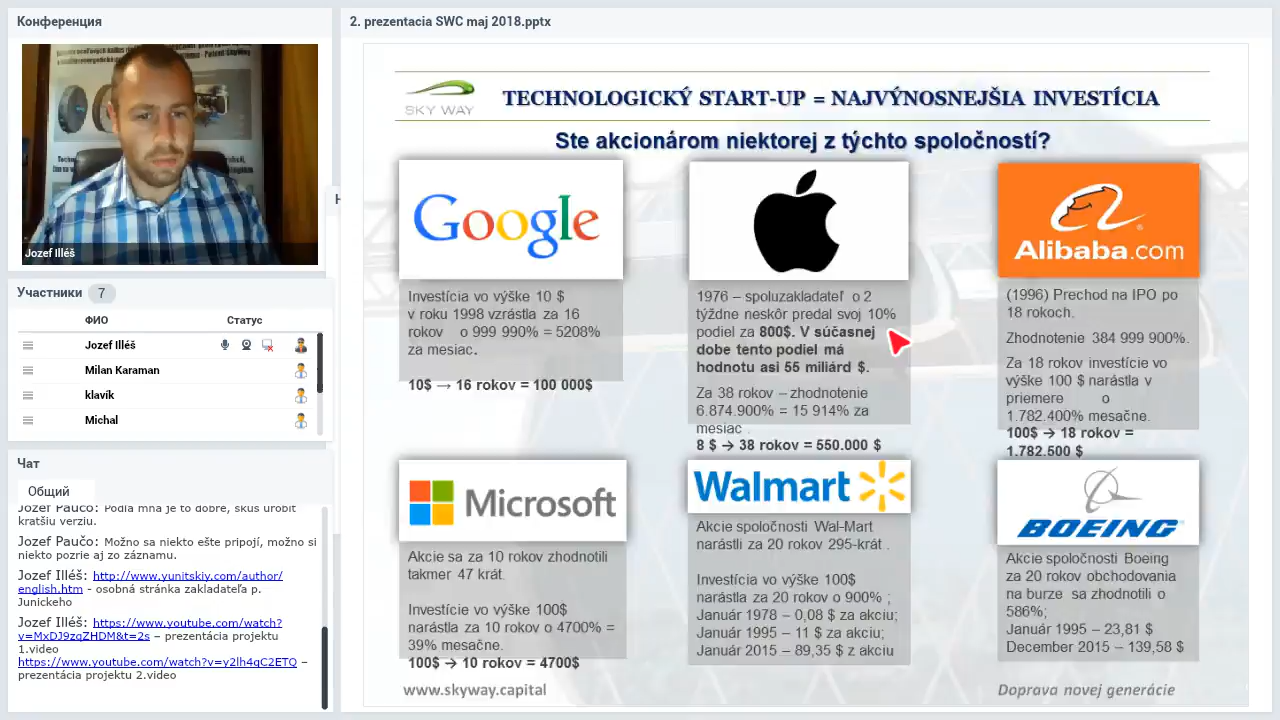 Конференция
Jozef Illéš
Участники 7
ФИО Статус
Jozef Illéš
Milan Karaman
klavík
Michal
Чат
Общий
Jozef Paučo: Podľa mňa je to dobré, skús urobiť
kratšiu verziu.
Jozef Paučo: Možno sa niekto ešte pripojí, možno si
niekto pozrie aj zo záznamu.
Jozef Illéš: http://www.yunitskiy.com/author/
english.htm - osobná stránka zakladateľa p.
Junickeho
Jozef Illéš: https://www.youtube.com/watch?
v=MxDJ9zqZHDM&t=2s – prezentácia projektu
1.video
https://www.youtube.com/watch?v=y2lh4qC2ETQ –
prezentácia projektu 2.video
2. prezentacia SWC maj 2018.pptx
SKY WAY
TECHNOLOGICKÝ START-UP = NAJVÝNOSNEJŠIA INVESTÍCIA
Ste akcionárom niektorej z týchto spoločností?
Google
Investícia vo výške 10 $
v roku 1998 vzrástla za 16
rokov o 999 990% = 5208%
za mesiac.
10$ → 16 rokov = 100 000$
1976 – spoluzakladateľ o 2
týždne neskôr predal svoj 10%
podiel za 800$. V súčasnej
dobe tento podiel má
hodnotu asi 55 miliárd $.
Za 38 rokov – zhodnotenie
6.874.900% = 15 914% za
mesiac .
8 $ → 38 rokov = 550.000 $
Alibaba.com
(1996) Prechod na IPO po
18 rokoch.
Zhodnotenie 384 999 900%.
Za 18 rokov investície vo
výške 100 $ narástla v
priemere o
1.782.400% mesačne.
100$ → 18 rokov =
1.782.500 $
Microsoft
Akcie sa za 10 rokov zhodnotili
takmer 47 krát.
Investície vo výške 100$
narástla za 10 rokov o 4700% =
39% mesačne.
100$ → 10 rokov = 4700$
Walmart
Akcie spoločnosti Wal-Mart
narástli za 20 rokov 295-krát .
Investícia vo výške 100$
narástla za 20 rokov o 900% ;
Január 1978 – 0,08 $ za akciu;
Január 1995 – 11 $ za akciu;
Január 2015 – 89,35 $ z akciu
BOEING
Akcie spoločnosti Boeing
za 20 rokov obchodovania
na burze sa zhodnotili o
586%;
Január 1995 – 23,81 $
December 2015 – 139,58 $
www.skyway.capital
Doprava novej generácie